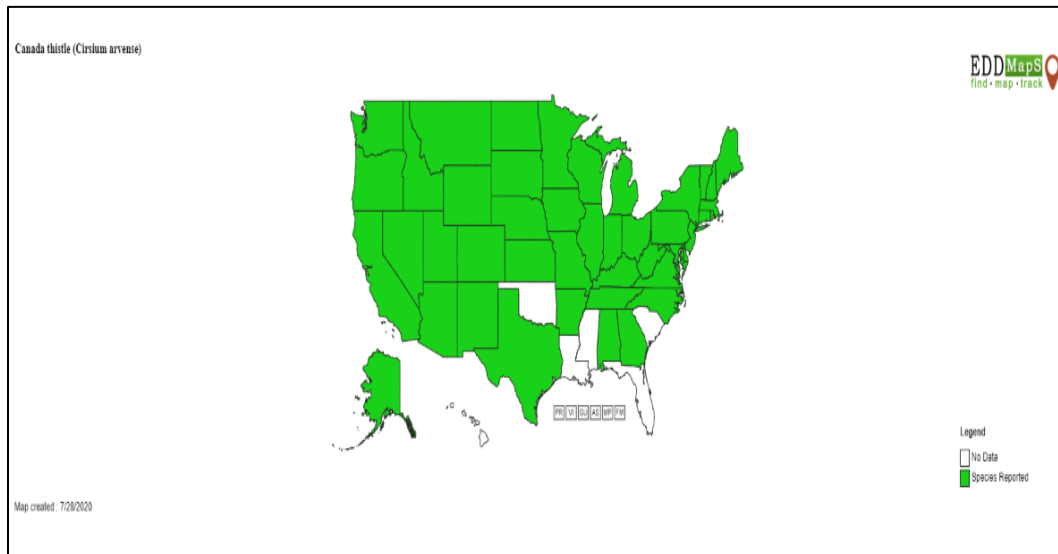 Canada thistle (Cirsium arvense)
EDDMapS
find • map • track
PR VI GU AS MP FM
Legend
No Data
Species Reported
Map created : 7/28/2020